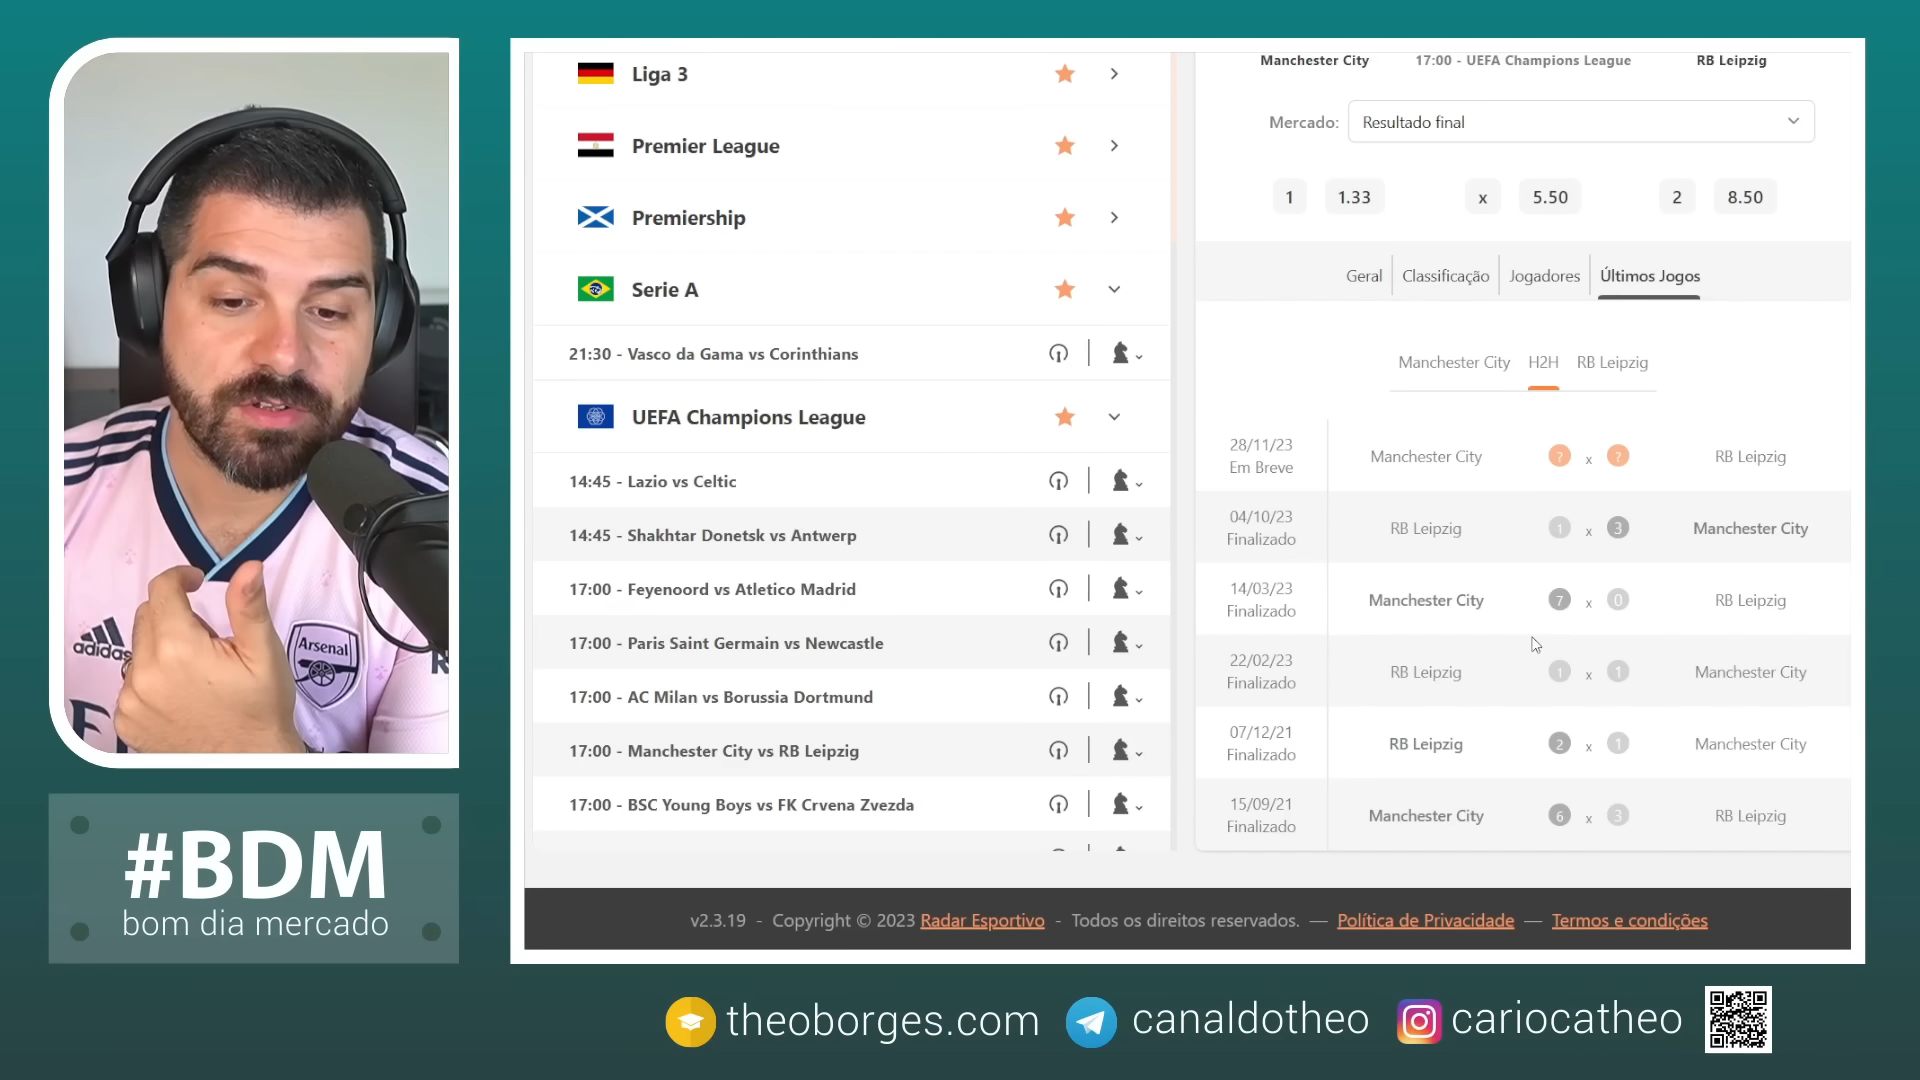 adidas
Arsenal
#BDM
bom dia mercado
Liga 3
Premier League
Premiership
Serie A
21:30 - Vasco da Gama vs Corinthians
UEFA Champions League
14:45 - Lazio vs Celtic
14:45 - Shakhtar Donetsk vs Antwerp
17:00 - Feyenoord vs Atletico Madrid
17:00 - Paris Saint Germain vs Newcastle
17:00 - AC Milan vs Borussia Dortmund
17:00 - Manchester City vs RB Leipzig
17:00 - BSC Young Boys vs FK Crvena Zvezda
Manchester City 17:00 - UEFA Champions League RB Leipzig
Mercado: Resultado final
1 1.33 x 5.50 2 8.50
Geral Classificação Jogadores Últimos Jogos
Manchester City H2H RB Leipzig
28/11/23
Em Breve
Manchester City ? x ? RB Leipzig
04/10/23
Finalizado
RB Leipzig 1 x 3 Manchester City
14/03/23
Finalizado
Manchester City 7 x 0 RB Leipzig
22/02/23
Finalizado
RB Leipzig 1 x 1 Manchester City
07/12/21
Finalizado
RB Leipzig 2 x 1 Manchester City
15/09/21
Finalizado
Manchester City 6 x 3 RB Leipzig
v2.3.19 - Copyright © 2023 Radar Esportivo - Todos os direitos reservados. — Política de Privacidade — Termos e condições
theoborges.com canaldotheo cariocatheo